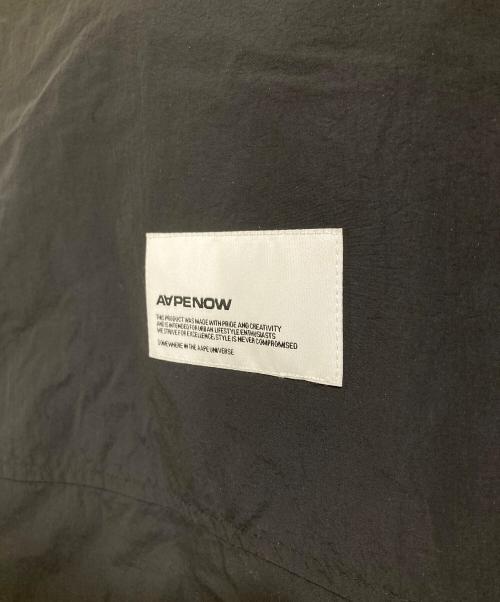 AAPENOW
THIS PRODUCT WAS MADE WITH PRIDE AND CREATIVITY
AND IS INTENDED FOR URBAN LIFESTYLE ENTHUSIASTS
WE STRIVE FOR EXCELLENCE, STYLE IS NEVER COMPROMISED
SOMEWHERE IN THE AAPE UNIVERSE